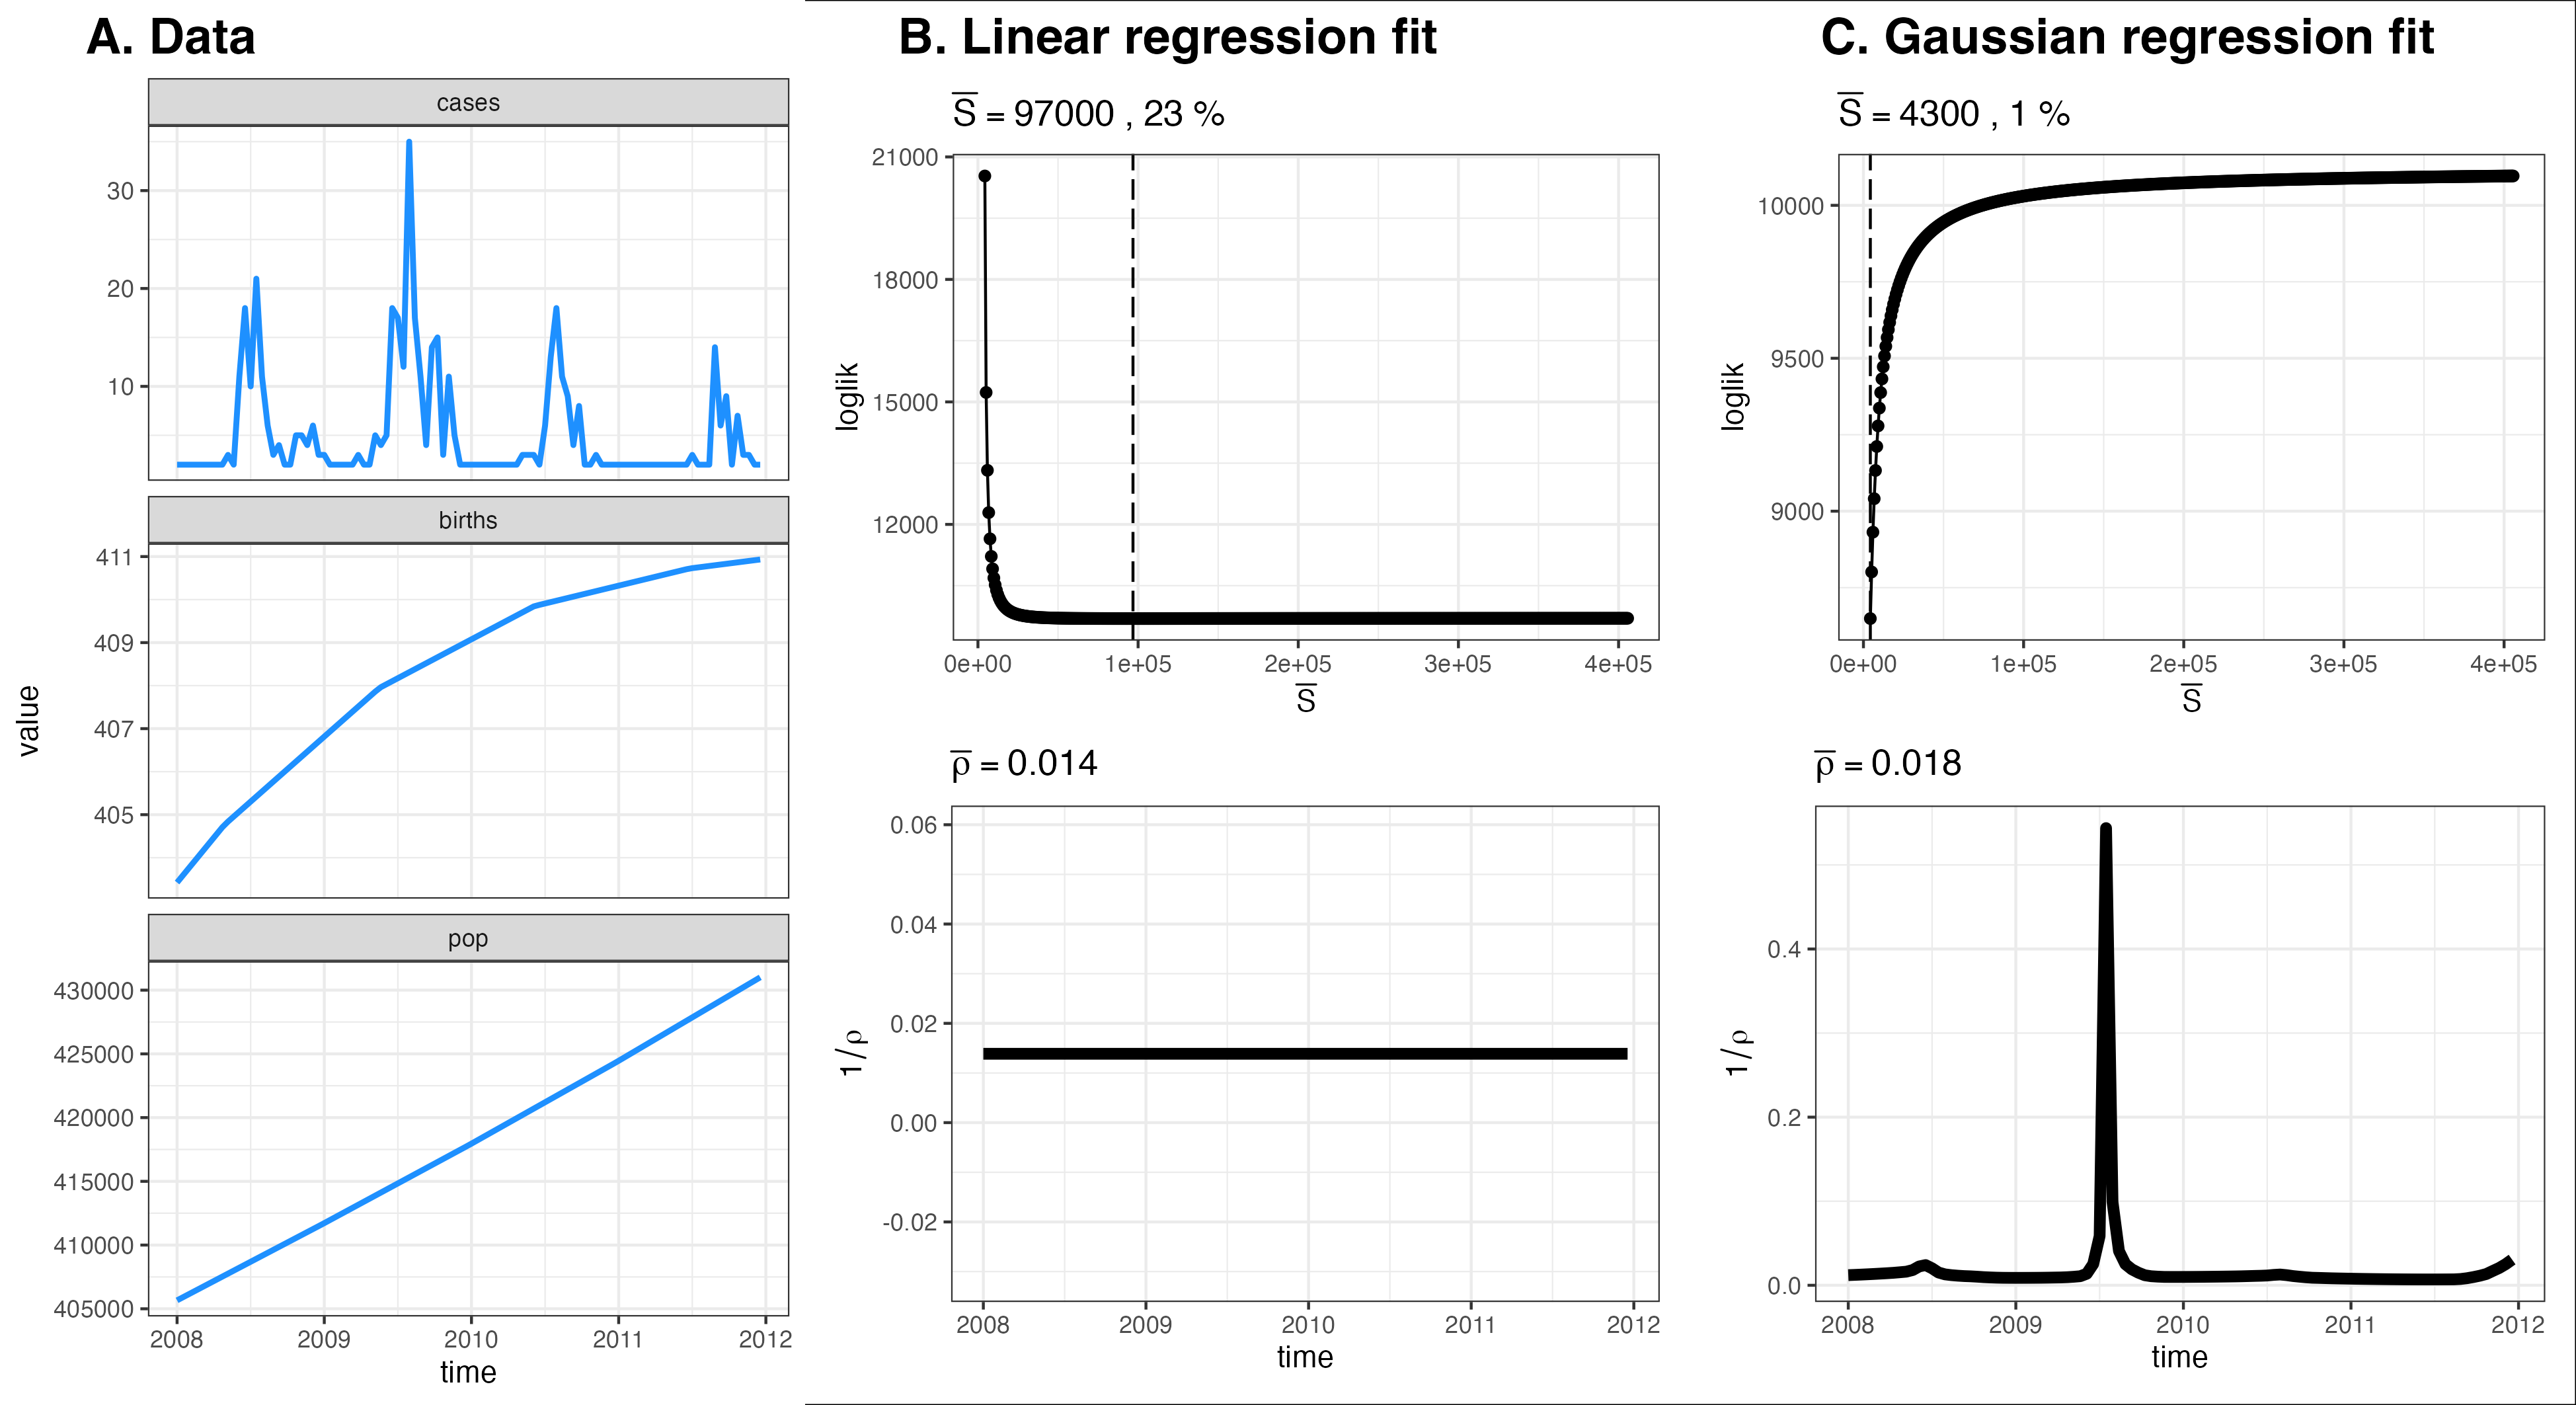 A. Data
cases
30
20
10
births
411
409
407
405
pop
430000
425000
420000
415000
410000
405000
2008 2009 2010 2011 2012
time
value
B. Linear regression fit
S̅ = 97000 , 23 %
21000
18000
15000
12000
loglik
0e+00 1e+05 2e+05 3e+05 4e+05
S̅
ρ̅ = 0.014
0.06
0.04
0.02
0.00
-0.02
1/ρ
2008 2009 2010 2011 2012
time
C. Gaussian regression fit
S̅ = 4300 , 1 %
10000
9500
9000
loglik
0e+00 1e+05 2e+05 3e+05 4e+05
S̅
ρ̅ = 0.018
0.4
0.2
0.0
1/ρ
2008 2009 2010 2011 2012
time